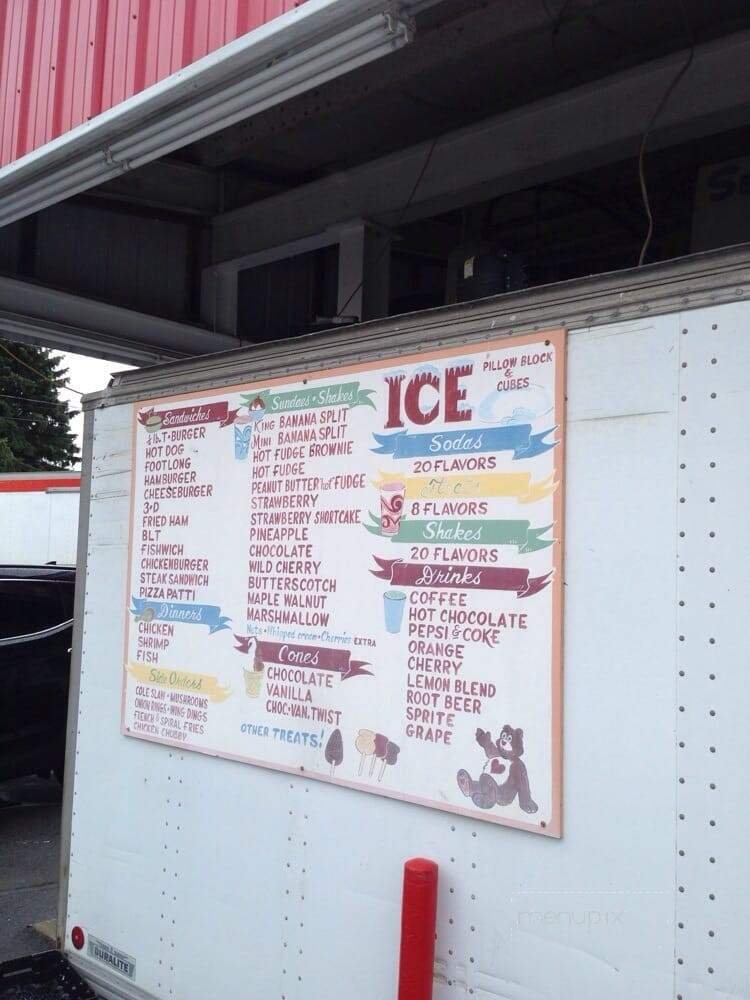 Sandwiches
¼ lb. T-BURGER
HOT DOG
FOOTLONG
HAMBURGER
CHEESEBURGER
3·D
FRIED HAM
BLT
FISHWICH
CHICKENBURGER
STEAK SANDWICH
PIZZA PATTI
Dinners
CHICKEN
SHRIMP
FISH
Side Orders
COLE SLAW • MUSHROOMS
ONION RINGS • WING DINGS
FRENCH & SPIRAL FRIES
CHICKEN CHUBBY
Sundaes • Shakes
KING BANANA SPLIT
MINI BANANA SPLIT
HOT FUDGE BROWNIE
HOT FUDGE
PEANUT BUTTER Hot FUDGE
STRAWBERRY
STRAWBERRY SHORTCAKE
PINEAPPLE
CHOCOLATE
WILD CHERRY
BUTTERSCOTCH
MAPLE WALNUT
MARSHMALLOW
Nuts • Whipped cream • Cherries EXTRA
Cones
CHOCOLATE
VANILLA
CHOC·VAN, TWIST
OTHER TREATS!
ICE
PILLOW BLOCK
&
CUBES
Sodas
20 FLAVORS
8 FLAVORS
Shakes
20 FLAVORS
Drinks
COFFEE
HOT CHOCOLATE
PEPSI & COKE
ORANGE
CHERRY
LEMON BLEND
ROOT BEER
SPRITE
GRAPE
DURALITE
menupix